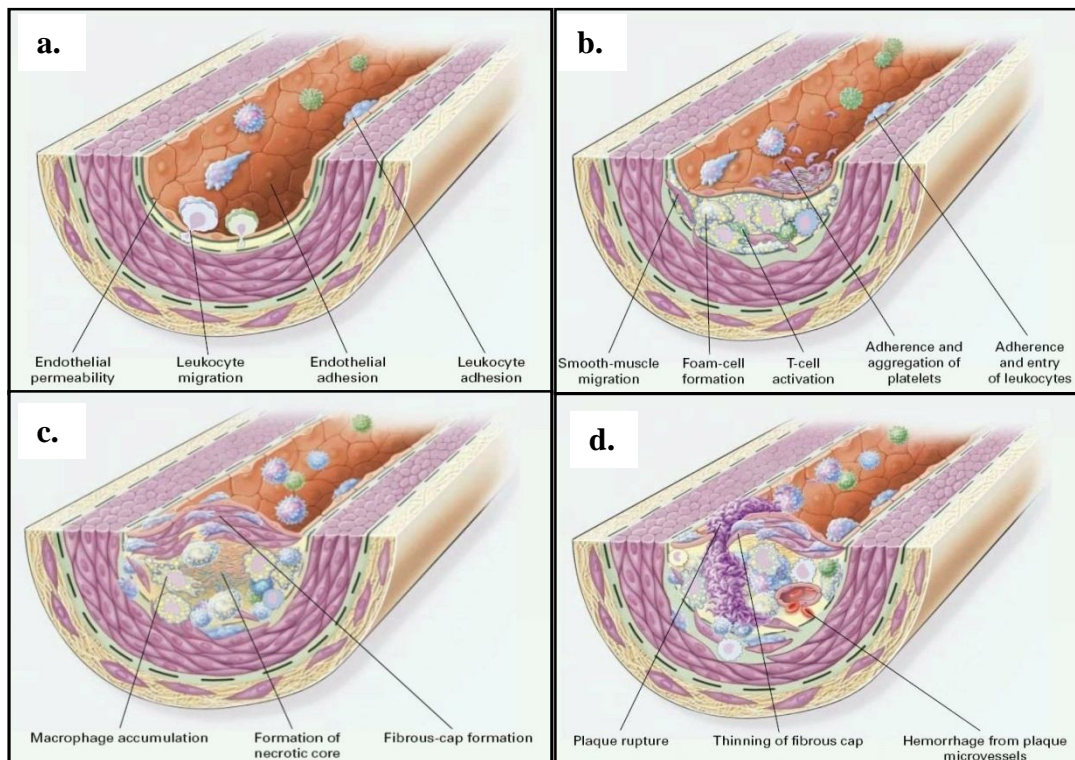 a.
Endothelial
permeability
Leukocyte
migration
Endothelial
adhesion
Leukocyte
adhesion
b.
Smooth-muscle
migration
Foam-cell
formation
T-cell
activation
Adherence and
aggregation of
platelets
Adherence
and entry
of leukocytes
c.
Macrophage accumulation
Formation of
necrotic core
Fibrous-cap formation
d.
Plaque rupture
Thinning of fibrous cap
Hemorrhage from plaque
microvessels